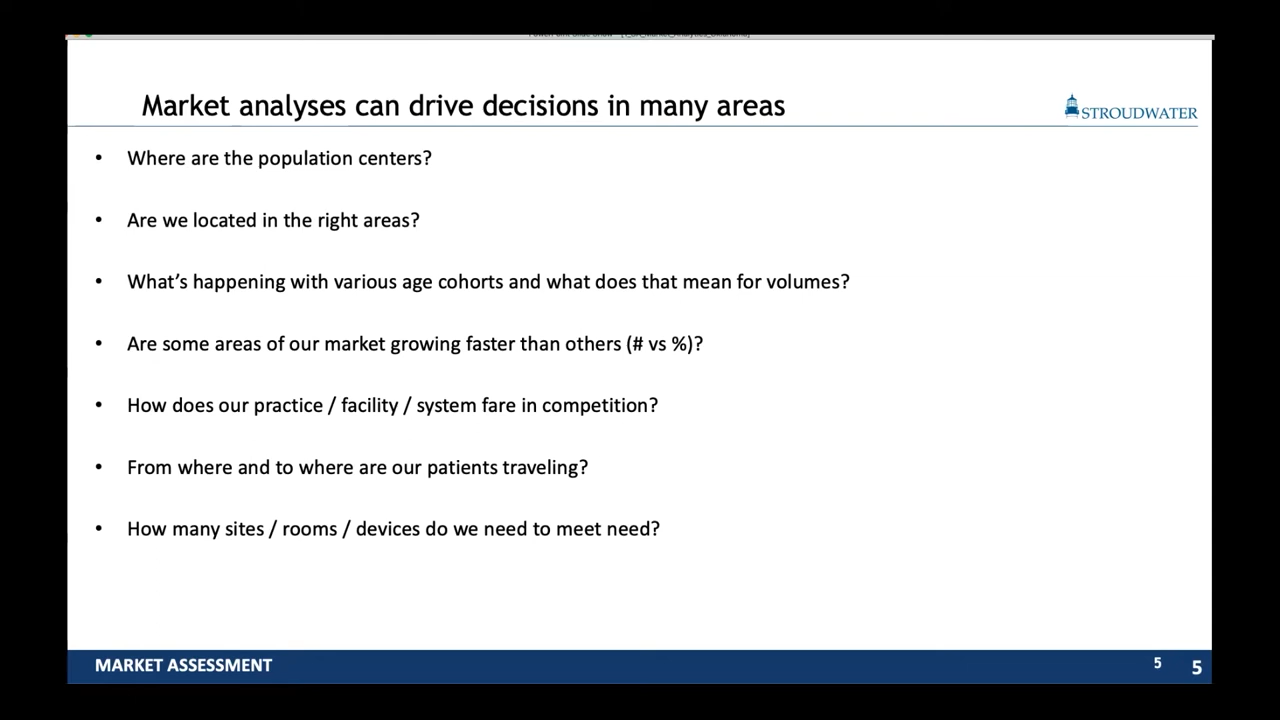 Market analyses can drive decisions in many areas
STROUDWATER
• Where are the population centers?
• Are we located in the right areas?
• What’s happening with various age cohorts and what does that mean for volumes?
• Are some areas of our market growing faster than others (# vs %)?
• How does our practice / facility / system fare in competition?
• From where and to where are our patients traveling?
• How many sites / rooms / devices do we need to meet need?
MARKET ASSESSMENT
5
5